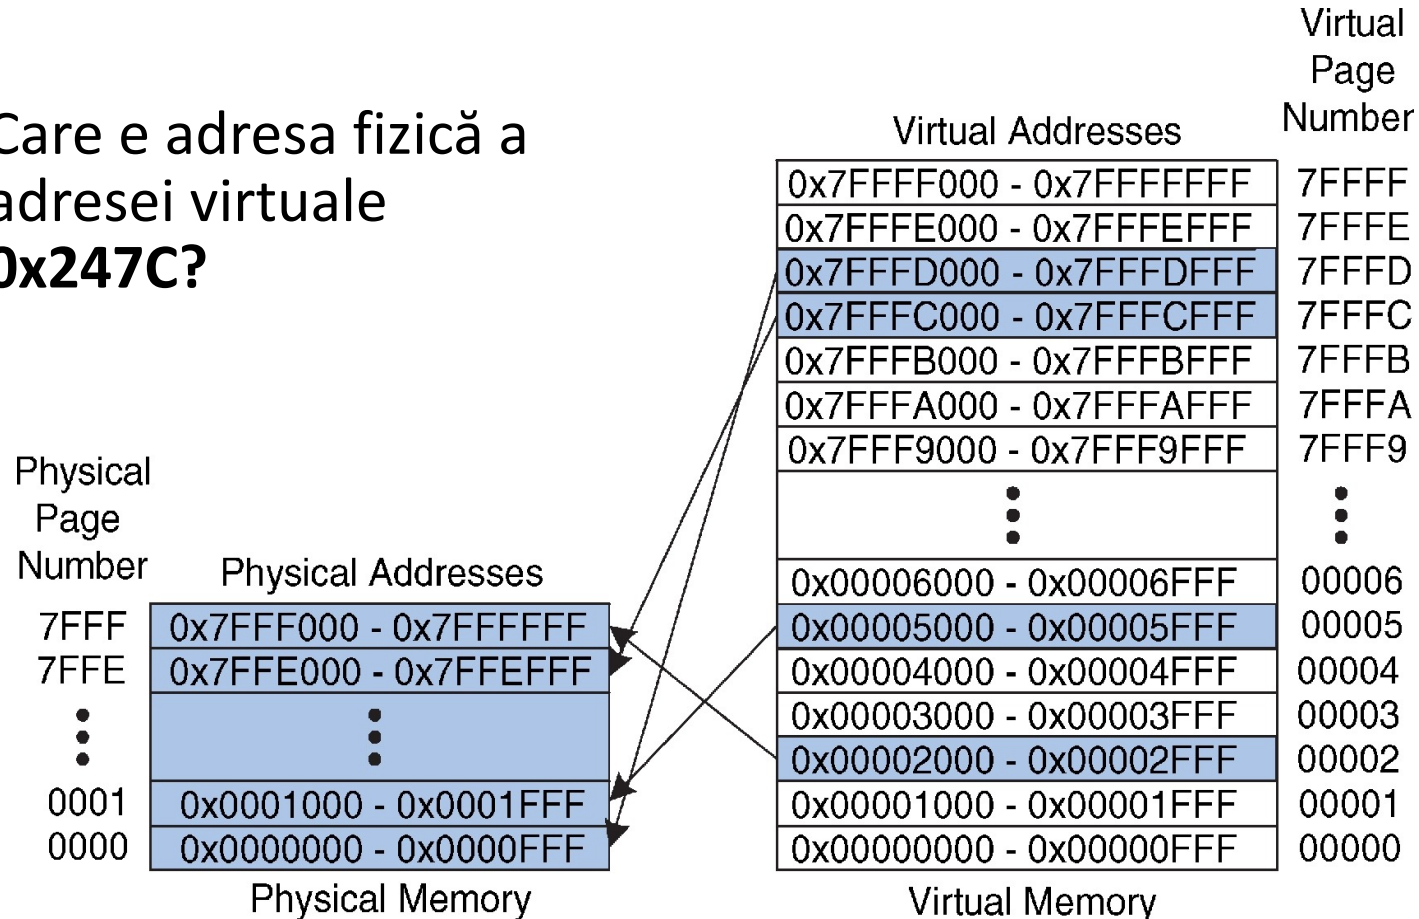 Care e adresa fizică a
adresei virtuale
0x247C?
Virtual
Page
Number
Virtual Addresses
0x7FFFF000 - 0x7FFFFFFF 7FFFF
0x7FFFE000 - 0x7FFFEFFF 7FFFE
0x7FFFD000 - 0x7FFFDFFF 7FFFD
0x7FFFC000 - 0x7FFFCFFF 7FFFC
0x7FFFB000 - 0x7FFFBFFF 7FFFB
0x7FFFA000 - 0x7FFFAFFF 7FFFA
0x7FFF9000 - 0x7FFF9FFF 7FFF9
0x00006000 - 0x00006FFF 00006
0x00005000 - 0x00005FFF 00005
0x00004000 - 0x00004FFF 00004
0x00003000 - 0x00003FFF 00003
0x00002000 - 0x00002FFF 00002
0x00001000 - 0x00001FFF 00001
0x00000000 - 0x00000FFF 00000
Virtual Memory
Physical
Page
Number
Physical Addresses
7FFF 0x7FFF000 - 0x7FFFFFF
7FFE 0x7FFE000 - 0x7FFEFFF
0001 0x0001000 - 0x0001FFF
0000 0x0000000 - 0x0000FFF
Physical Memory